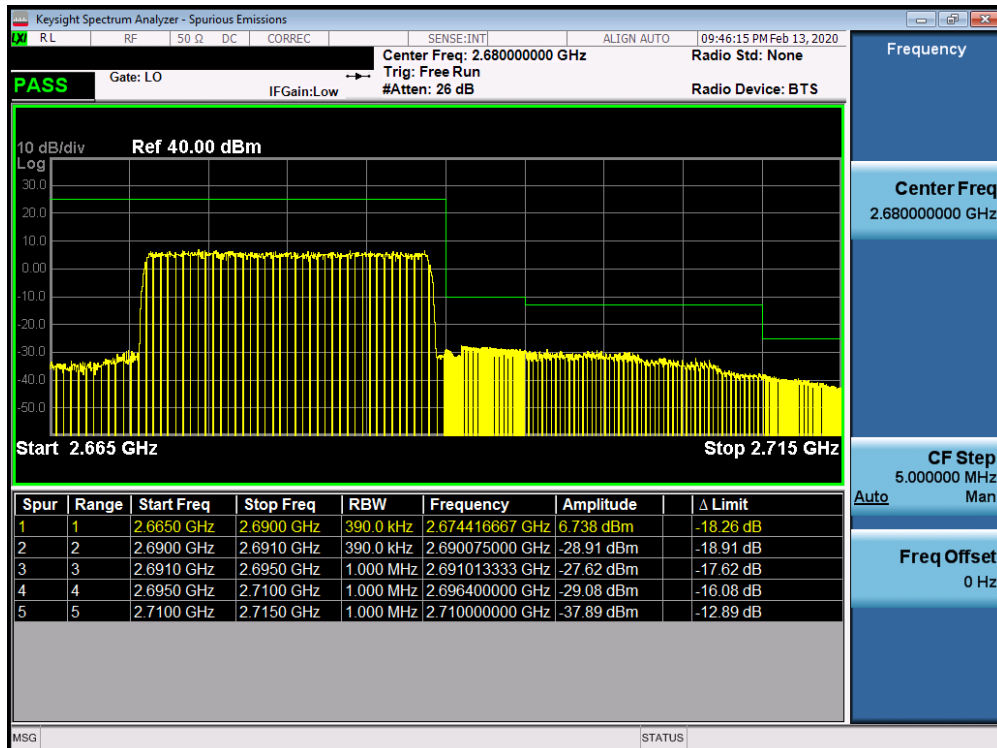 Keysight Spectrum Analyzer - Spurious Emissions
LXI RL RF 50 Ω DC CORREC SENSE:INT ALIGN AUTO 09:46:15 PM Feb 13, 2020
Center Freq: 2.680000000 GHz Radio Std: None
Gate: LO Trig: Free Run
PASS IFGain:Low #Atten: 26 dB Radio Device: BTS
10 dB/div Ref 40.00 dBm
Log
30.0
20.0
10.0
0.00
-10.0
-20.0
-30.0
-40.0
-50.0
Start 2.665 GHz Stop 2.715 GHz
Spur Range Start Freq Stop Freq RBW Frequency Amplitude Δ Limit
1 1 2.6650 GHz 2.6900 GHz 390.0 kHz 2.674416667 GHz 6.738 dBm -18.26 dB
2 2 2.6900 GHz 2.6910 GHz 390.0 kHz 2.690075000 GHz -28.91 dBm -18.91 dB
3 3 2.6910 GHz 2.6950 GHz 1.000 MHz 2.691013333 GHz -27.62 dBm -17.62 dB
4 4 2.6950 GHz 2.7100 GHz 1.000 MHz 2.696400000 GHz -29.08 dBm -16.08 dB
5 5 2.7100 GHz 2.7150 GHz 1.000 MHz 2.710000000 GHz -37.89 dBm -12.89 dB
MSG STATUS
Frequency
Center Freq
2.680000000 GHz
CF Step
5.000000 MHz
Auto Man
Freq Offset
0 Hz